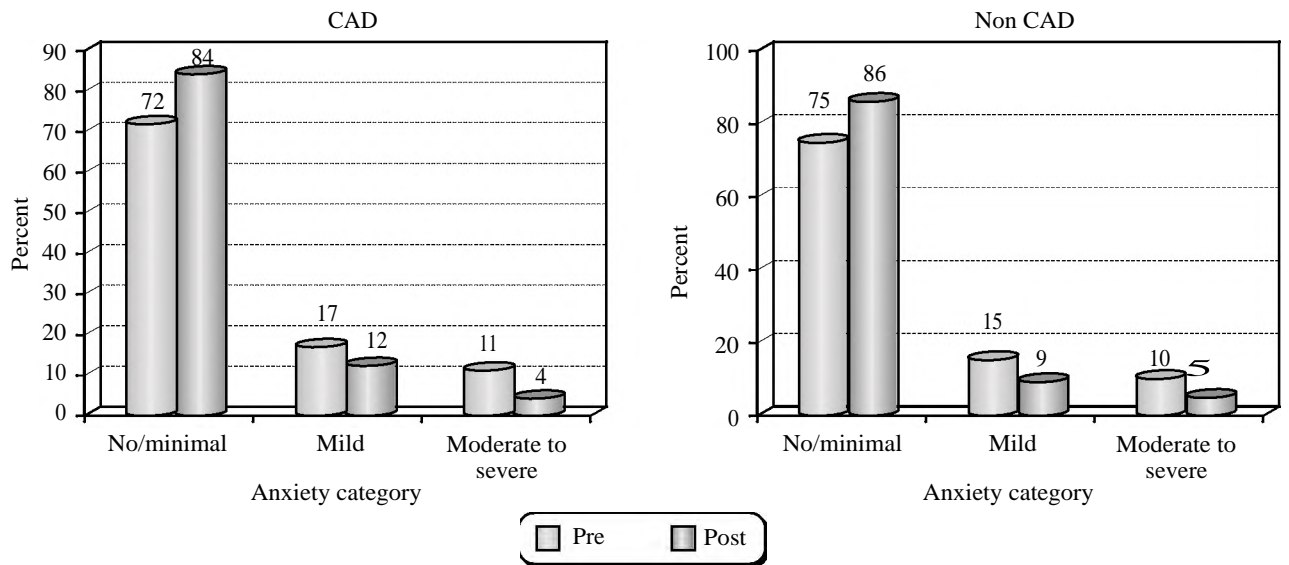 CAD
90
80
70
60
50
40
30
20
10
0
Percent
72
84
17
12
11
4
No/minimal
Mild
Moderate to
severe
Anxiety category
Non CAD
100
80
60
40
20
0
Percent
75
86
15
9
10
5
No/minimal
Mild
Moderate to
severe
Anxiety category
Pre
Post